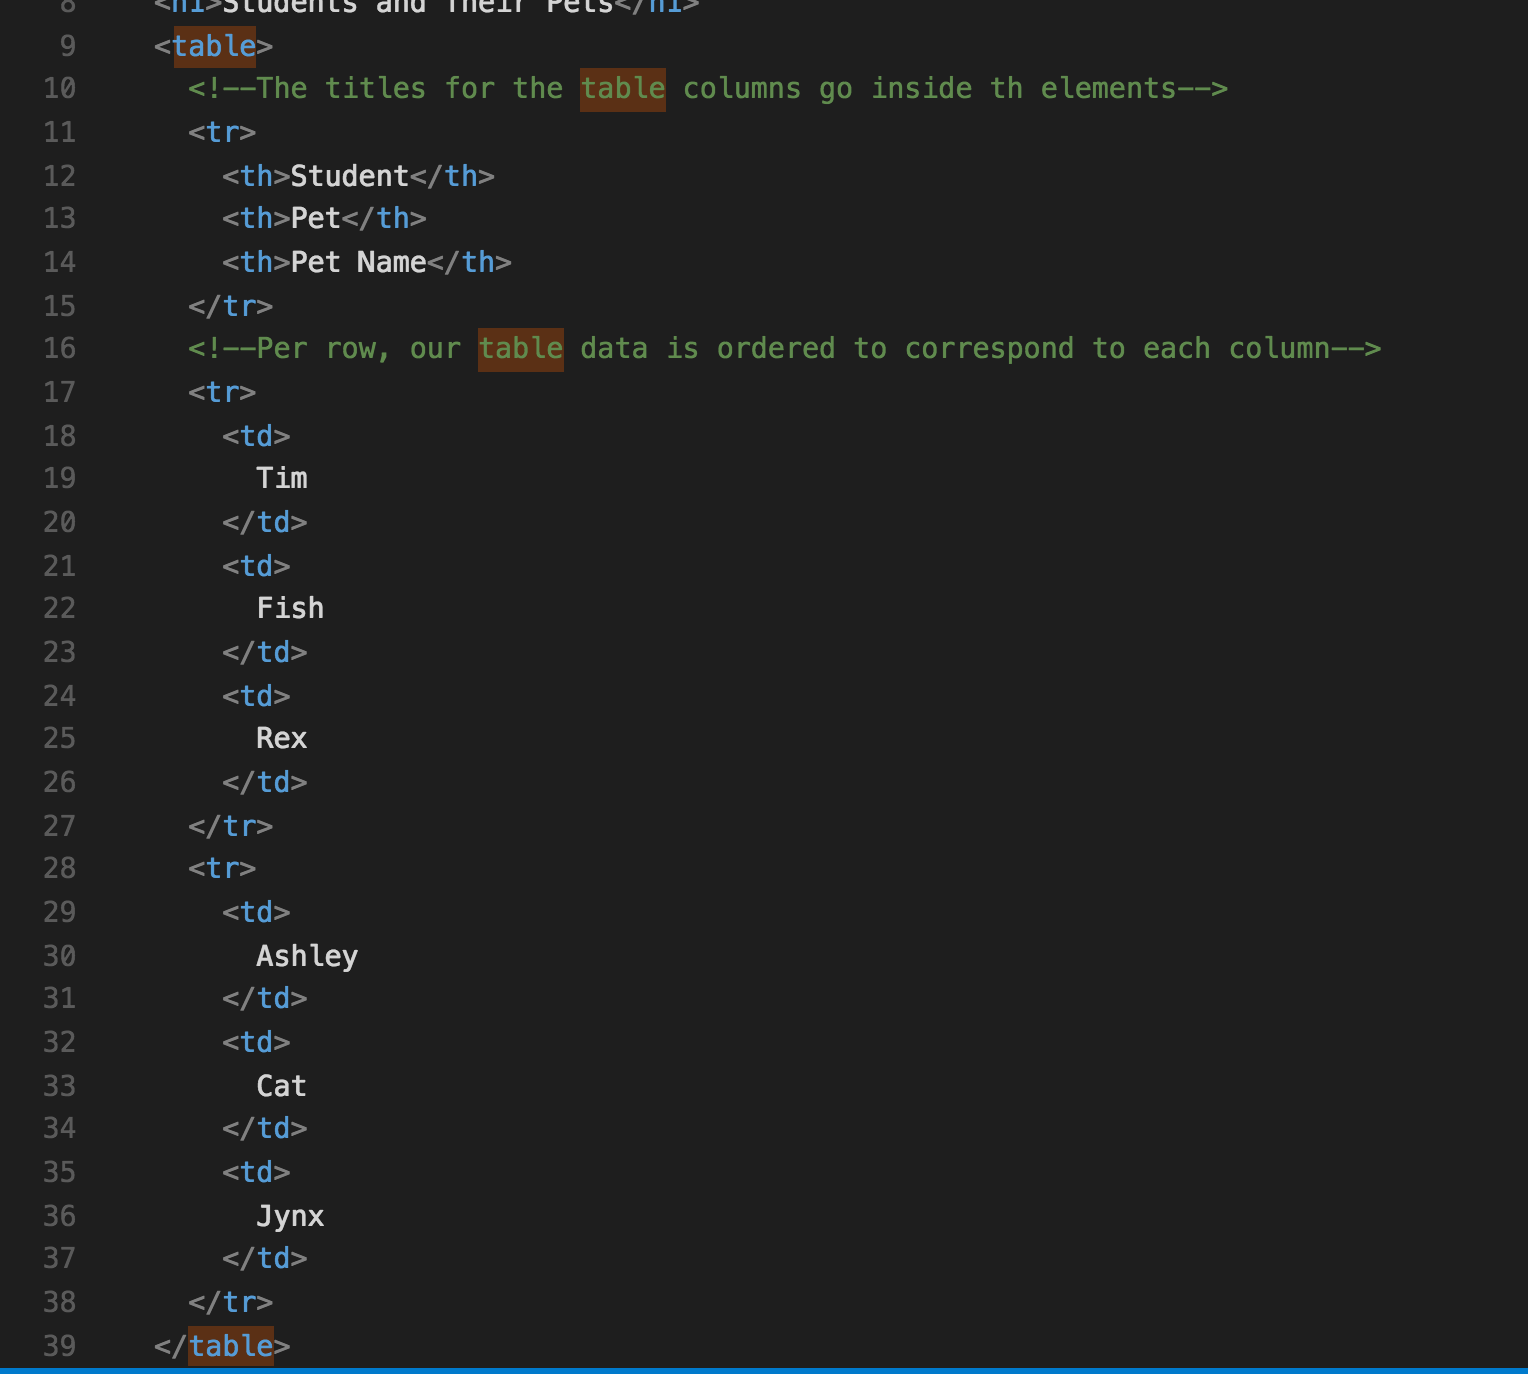 8 <h1>Students and Their Pets</h1>
9 <table>
10 <!--The titles for the table columns go inside th elements-->
11 <tr>
12 <th>Student</th>
13 <th>Pet</th>
14 <th>Pet Name</th>
15 </tr>
16 <!--Per row, our table data is ordered to correspond to each column-->
17 <tr>
18 <td>
19 Tim
20 </td>
21 <td>
22 Fish
23 </td>
24 <td>
25 Rex
26 </td>
27 </tr>
28 <tr>
29 <td>
30 Ashley
31 </td>
32 <td>
33 Cat
34 </td>
35 <td>
36 Jynx
37 </td>
38 </tr>
39 </table>